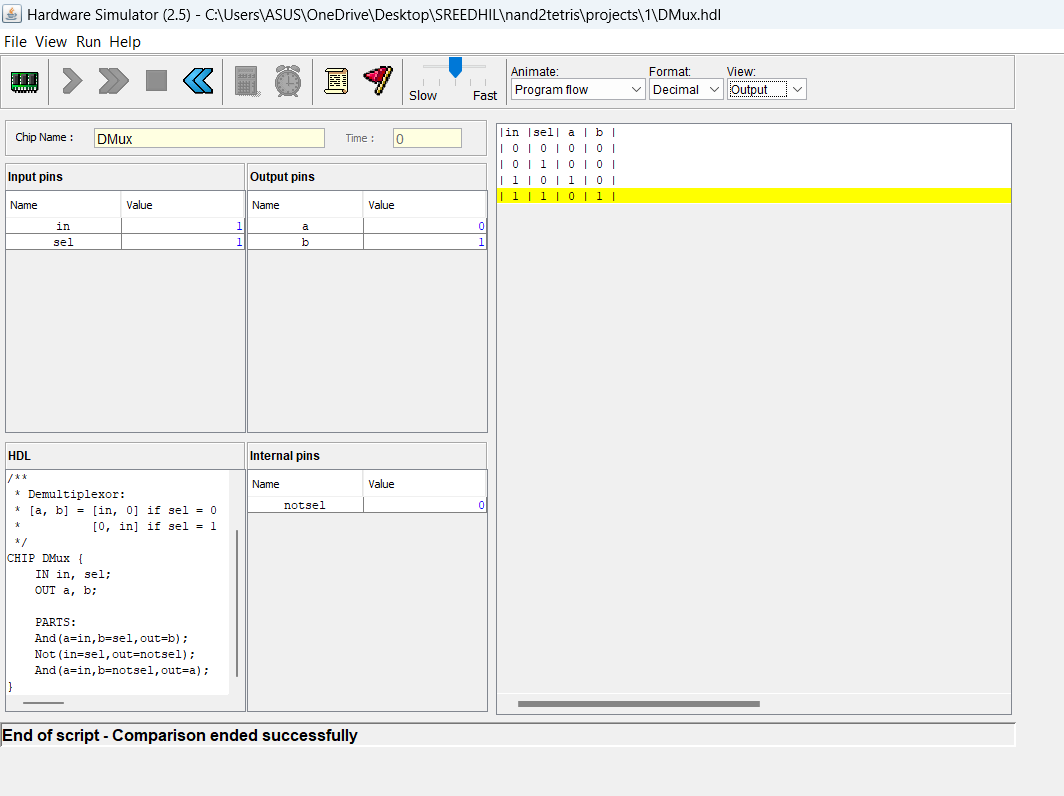 Hardware Simulator (2.5) - C:\Users\ASUS\OneDrive\Desktop\SREEDHIL\nand2tetris\projects\1\DMux.hdl
File View Run Help
Slow Fast
Animate: Format: View:
Program flow Decimal Output
Chip Name : DMux Time : 0
Input pins
Name Value
in 1
sel 1
Output pins
Name Value
a 0
b 1
|in |sel| a | b |
| 0 | 0 | 0 | 0 |
| 0 | 1 | 0 | 0 |
| 1 | 0 | 1 | 0 |
| 1 | 1 | 0 | 1 |
HDL
/**
 * Demultiplexor:
 * [a, b] = [in, 0] if sel = 0
 *          [0, in] if sel = 1
 */
CHIP DMux {
    IN in, sel;
    OUT a, b;
    PARTS:
    And(a=in,b=sel,out=b);
    Not(in=sel,out=notsel);
    And(a=in,b=notsel,out=a);
}
Internal pins
Name Value
notsel 0
End of script - Comparison ended successfully